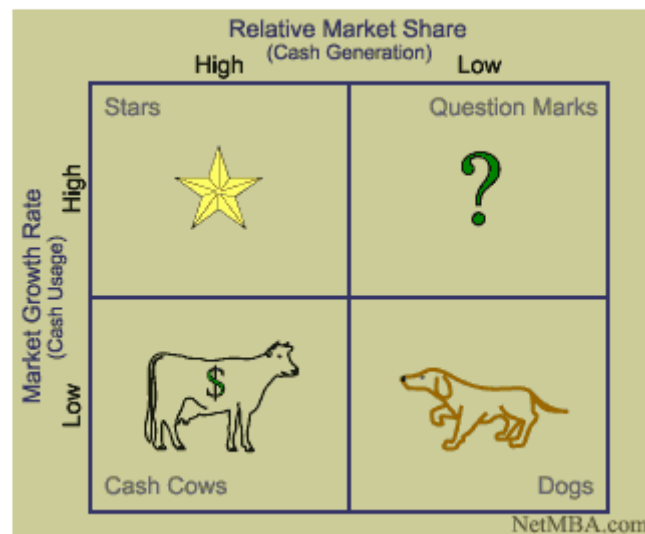 Relative Market Share
(Cash Generation)
High
Low
Market Growth Rate
(Cash Usage)
High
Low
Stars
Question Marks
?
$
Cash Cows
Dogs
NetMBA.com